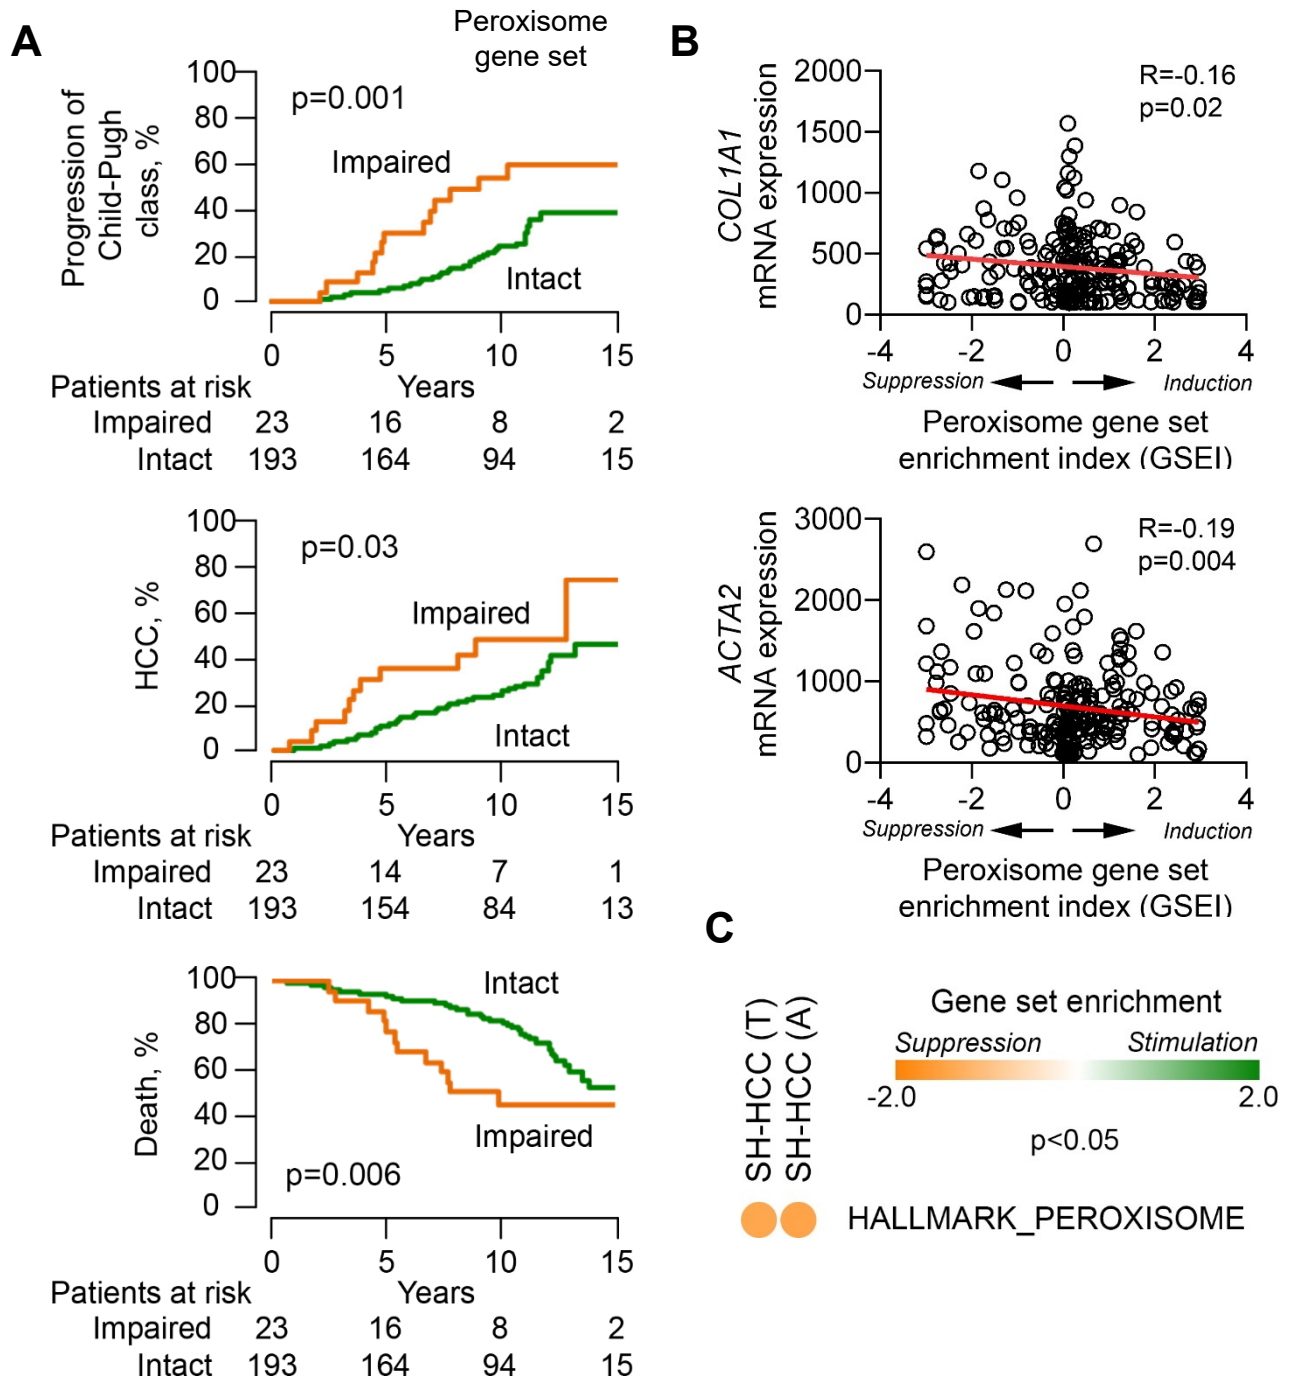 A
Peroxisome
gene set
Progression of
Child-Pugh
class, %
100
80
60
40
20
0
p=0.001
Impaired
Intact
0 5 10 15
Patients at risk Years
Impaired 23 16 8 2
Intact 193 164 94 15
HCC, %
100
80
60
40
20
0
p=0.03
Impaired
Intact
0 5 10 15
Patients at risk Years
Impaired 23 14 7 1
Intact 193 154 84 13
Death, %
100
80
60
40
20
0
Intact
Impaired
p=0.006
0 5 10 15
Patients at risk Years
Impaired 23 16 8 2
Intact 193 164 94 15
B
COL1A1
mRNA expression
2000
1500
1000
500
0
R=-0.16
p=0.02
-4 -2 0 2 4
Suppression Induction
Peroxisome gene set
enrichment index (GSEI)
ACTA2
mRNA expression
3000
2000
1000
0
R=-0.19
p=0.004
-4 -2 0 2 4
Suppression Induction
Peroxisome gene set
enrichment index (GSEI)
C
SH-HCC (T)
SH-HCC (A)
Gene set enrichment
Suppression Stimulation
-2.0 2.0
p<0.05
HALLMARK_PEROXISOME